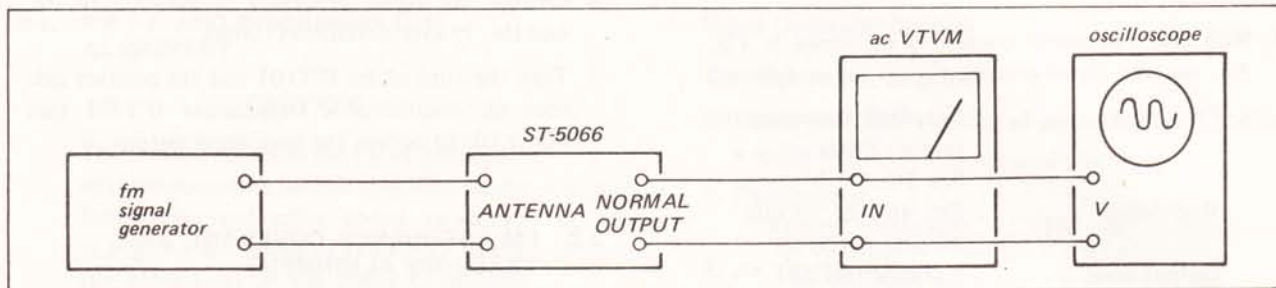 ac VTVM
oscilloscope
ST-5066
fm
signal
generator
ANTENNA
NORMAL
OUTPUT
IN
V